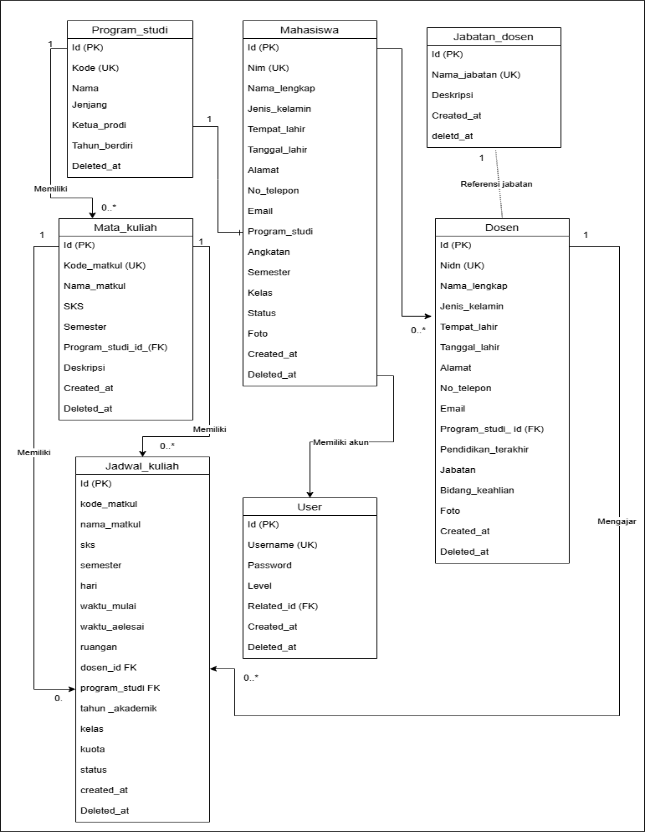 Program_studi
1
Id (PK)
Kode (UK)
Nama
Jenjang
Ketua_prodi
Tahun_berdiri
Deleted_at
1
Memiliki
0..*
Mahasiswa
Id (PK)
Nim (UK)
Nama_lengkap
Jenis_kelamin
Tempat_lahir
Tanggal_lahir
Alamat
No_telepon
Email
Program_studi
Angkatan
Semester
Kelas
Status
Foto
Created_at
Deleted_at
Jabatan_dosen
Id (PK)
Nama_jabatan (UK)
Deskripsi
Created_at
deletd_at
1
Referensi jabatan
Mata_kuliah
1
1
Id (PK)
Kode_matkul (UK)
Nama_matkul
SKS
Semester
Program_studi_id_(FK)
Deskripsi
Created_at
Deleted_at
Memiliki
0..*
Memiliki
Dosen
1
Id (PK)
Nidn (UK)
Nama_lengkap
Jenis_kelamin
Tempat_lahir
Tanggal_lahir
Alamat
No_telepon
Email
Program_studi_ id (FK)
Pendidikan_terakhir
Jabatan
Bidang_keahlian
Foto
Created_at
Deleted_at
0..*
Mengajar
Memiliki akun
Jadwal_kuliah
Id (PK)
kode_matkul
nama_matkul
sks
semester
hari
waktu_mulai
waktu_aelesai
ruangan
dosen_id FK
program_studi FK
tahun _akademik
kelas
kuota
status
created_at
Deleted_at
0.
0..*
User
Id (PK)
Username (UK)
Password
Level
Related_id (FK)
Created_at
Deleted_at